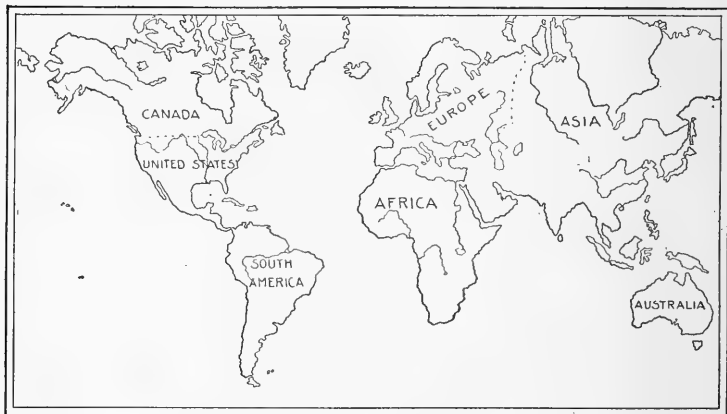 CANADA
UNITED STATES
EUROPE
ASIA
AFRICA
SOUTH
AMERICA
AUSTRALIA